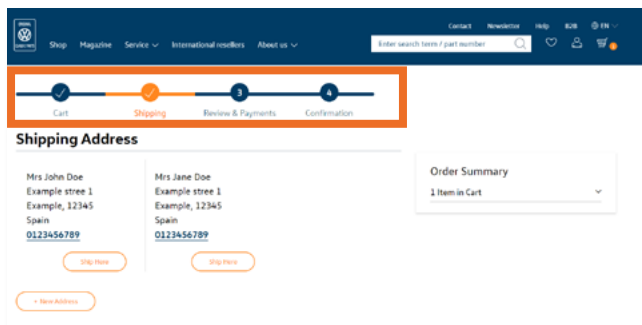 Contact Newsletter Help B2B EN
Shop Magazine Service International resellers About us
Enter search term / part number
3 4
Cart Shipping Review & Payments Confirmation
Shipping Address
Mrs John Doe
Example stree 1
Example, 12345
Spain
0123456789
Ship Here
Mrs Jane Doe
Example stree 1
Example, 12345
Spain
0123456789
Ship Here
+ New Address
Order Summary
1 Item in Cart